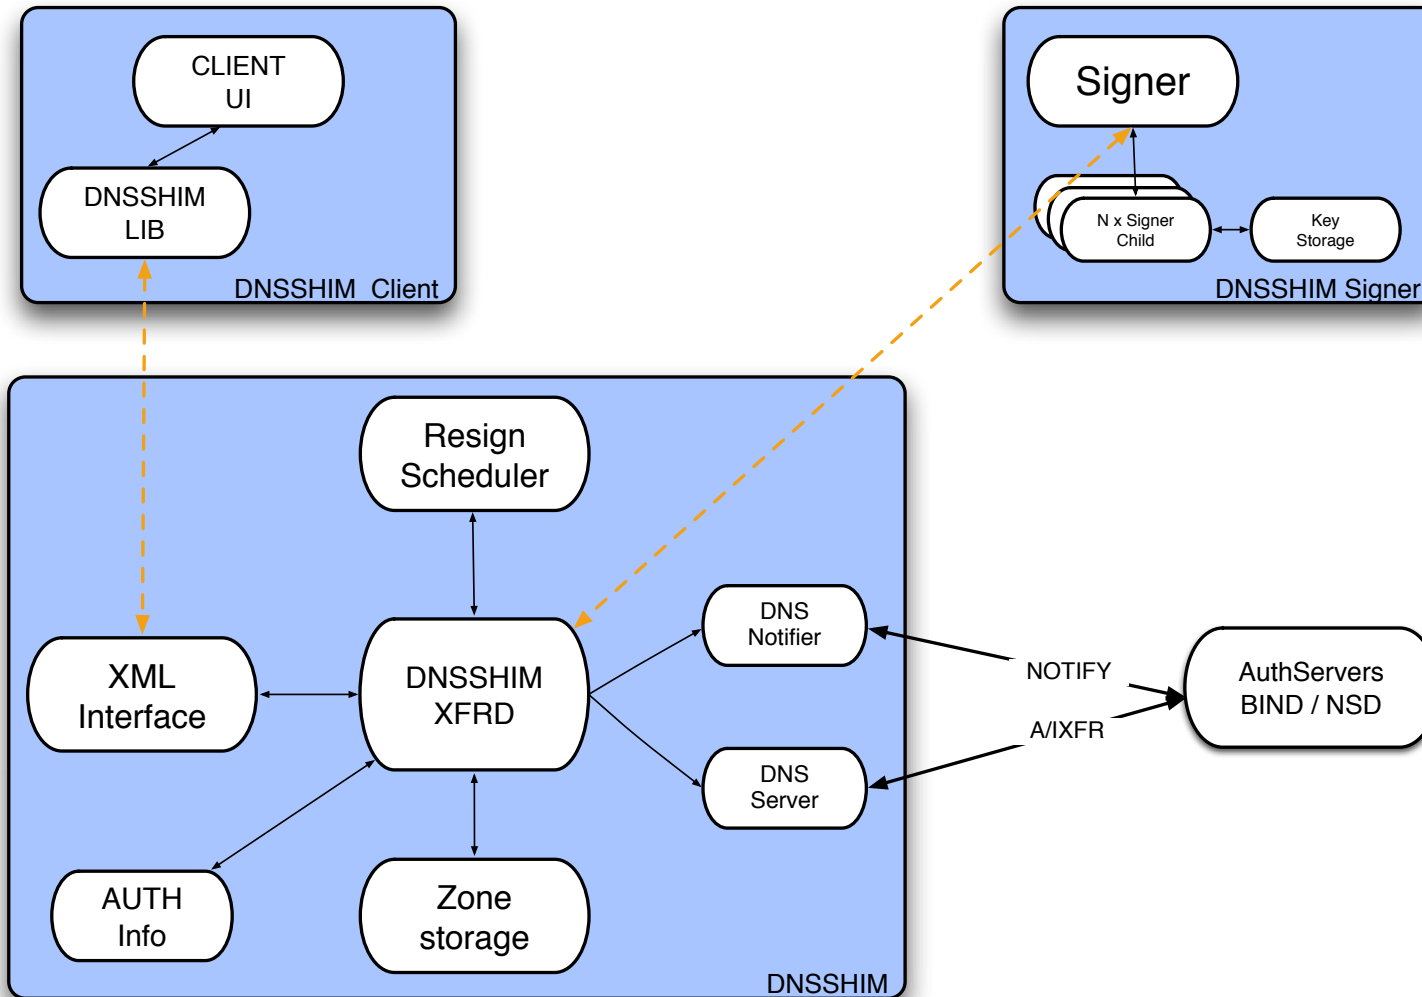 CLIENT
UI
DNSSHIM
LIB
DNSSHIM  Client
Signer
N x Signer
Child
Key
Storage
DNSSHIM Signer
Resign
Scheduler
DNS
Notifier
XML
Interface
DNSSHIM
XFRD
NOTIFY
A/IXFR
AuthServers
BIND / NSD
DNS
Server
AUTH
Info
Zone
storage
DNSSHIM